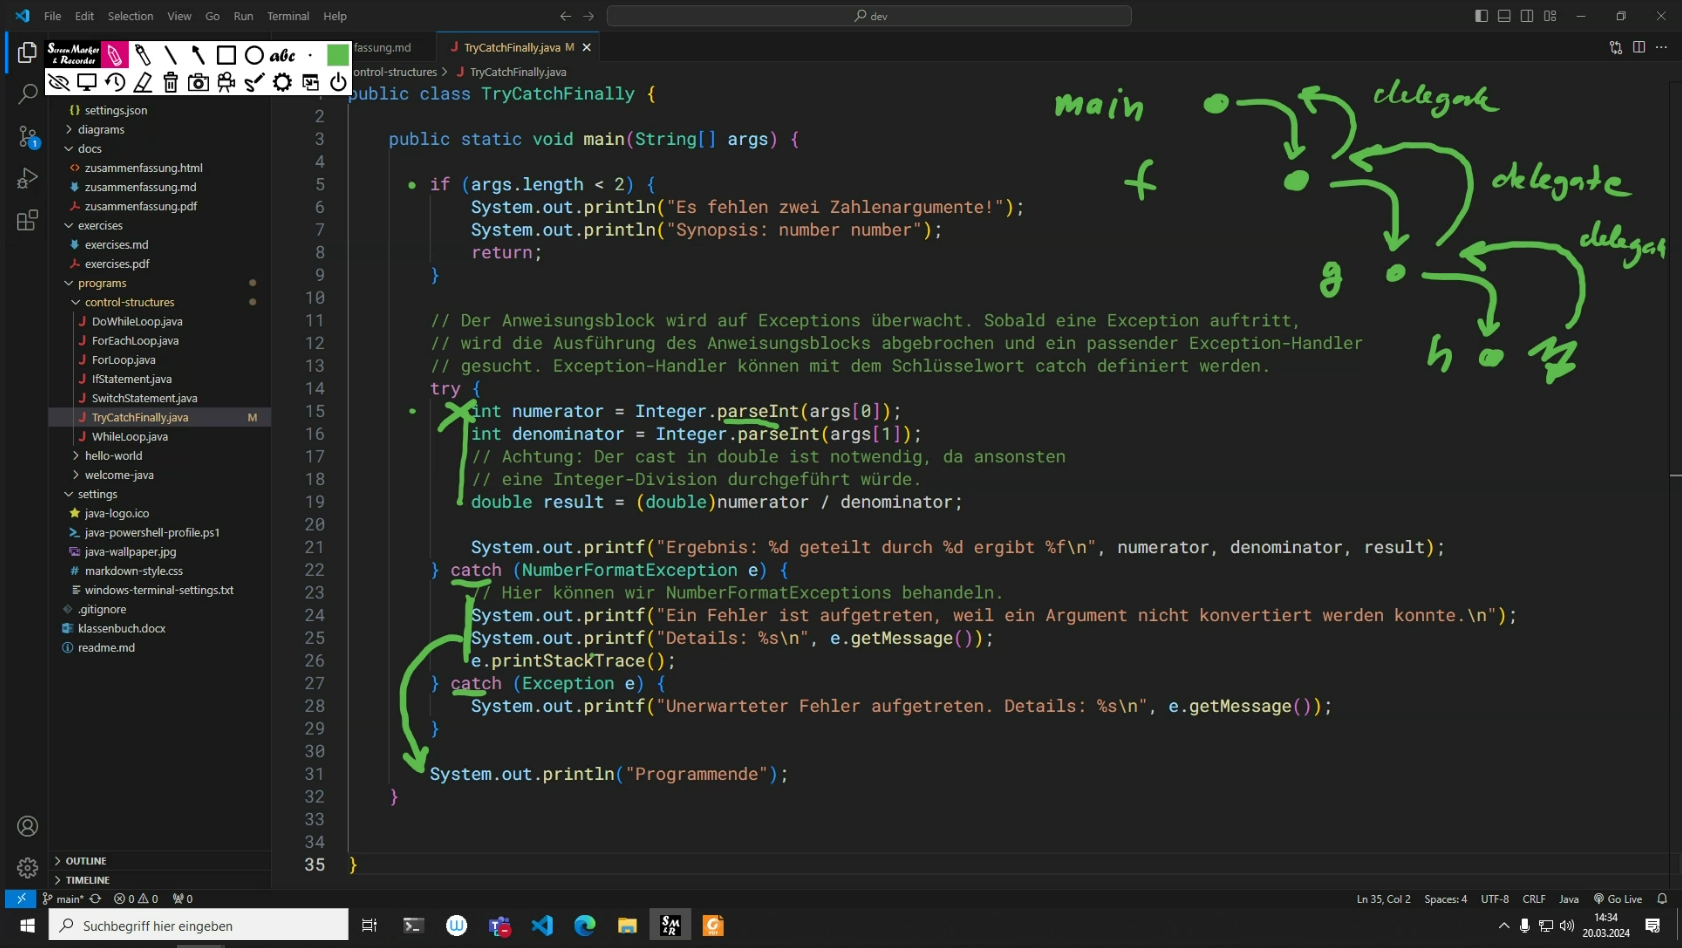 File Edit Selection View Go Run Terminal Help
dev
Screen Marker & Recorder
abc
fassung.md
TryCatchFinally.java M
ontrol-structures > TryCatchFinally.java
settings.json
diagrams
docs
zusammenfassung.html
zusammenfassung.md
zusammenfassung.pdf
exercises
exercises.md
exercises.pdf
programs
control-structures
DoWhileLoop.java
ForEachLoop.java
ForLoop.java
IfStatement.java
SwitchStatement.java
TryCatchFinally.java M
WhileLoop.java
hello-world
welcome-java
settings
java-logo.ico
java-powershell-profile.ps1
java-wallpaper.jpg
markdown-style.css
windows-terminal-settings.txt
.gitignore
klassenbuch.docx
readme.md
OUTLINE
TIMELINE
1 public class TryCatchFinally {
2
3 public static void main(String[] args) {
4
5 if (args.length < 2) {
6 System.out.println("Es fehlen zwei Zahlenargumente!");
7 System.out.println("Synopsis: number number");
8 return;
9 }
10
11 // Der Anweisungsblock wird auf Exceptions überwacht. Sobald eine Exception auftritt,
12 // wird die Ausführung des Anweisungsblocks abgebrochen und ein passender Exception-Handler
13 // gesucht. Exception-Handler können mit dem Schlüsselwort catch definiert werden.
14 try {
15 int numerator = Integer.parseInt(args[0]);
16 int denominator = Integer.parseInt(args[1]);
17 // Achtung: Der cast in double ist notwendig, da ansonsten
18 // eine Integer-Division durchgeführt würde.
19 double result = (double)numerator / denominator;
20
21 System.out.printf("Ergebnis: %d geteilt durch %d ergibt %f\n", numerator, denominator, result);
22 } catch (NumberFormatException e) {
23 // Hier können wir NumberFormatExceptions behandeln.
24 System.out.printf("Ein Fehler ist aufgetreten, weil ein Argument nicht konvertiert werden konnte.\n");
25 System.out.printf("Details: %s\n", e.getMessage());
26 e.printStackTrace();
27 } catch (Exception e) {
28 System.out.printf("Unerwarteter Fehler aufgetreten. Details: %s\n", e.getMessage());
29 }
30
31 System.out.println("Programmende");
32 }
33
34
35 }
main delegate
f delegate
g delegat
h
main* 0 0 0
Ln 35, Col 2 Spaces: 4 UTF-8 CRLF Java Go Live
Suchbegriff hier eingeben
14:34
20.03.2024